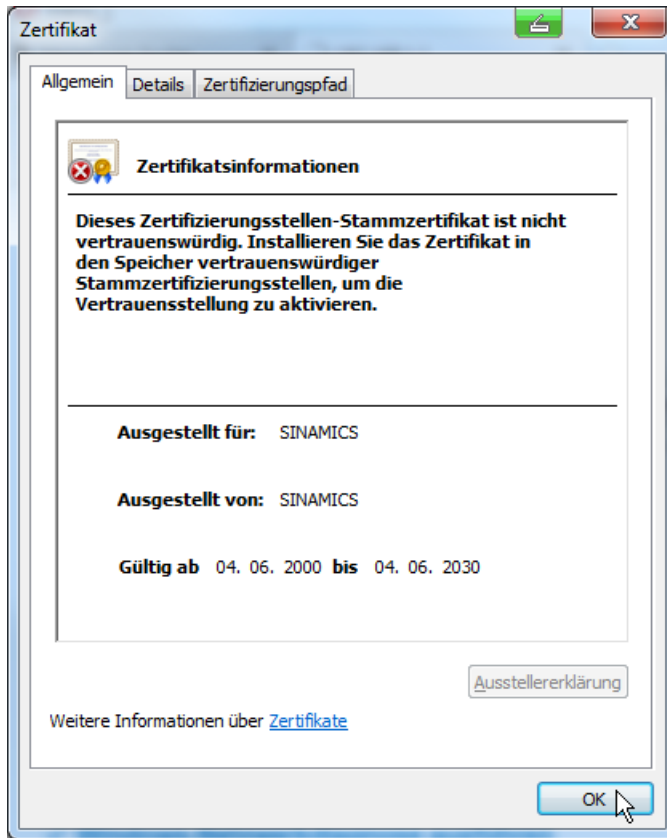 Zertifikat
Allgemein Details Zertifizierungspfad
Zertifikatsinformationen
Dieses Zertifizierungsstellen-Stammzertifikat ist nicht
vertrauenswürdig. Installieren Sie das Zertifikat in
den Speicher vertrauenswürdiger
Stammzertifizierungsstellen, um die
Vertrauensstellung zu aktivieren.
Ausgestellt für: SINAMICS
Ausgestellt von: SINAMICS
Gültig ab 04. 06. 2000 bis 04. 06. 2030
Ausstellererklärung
Weitere Informationen über Zertifikate
OK